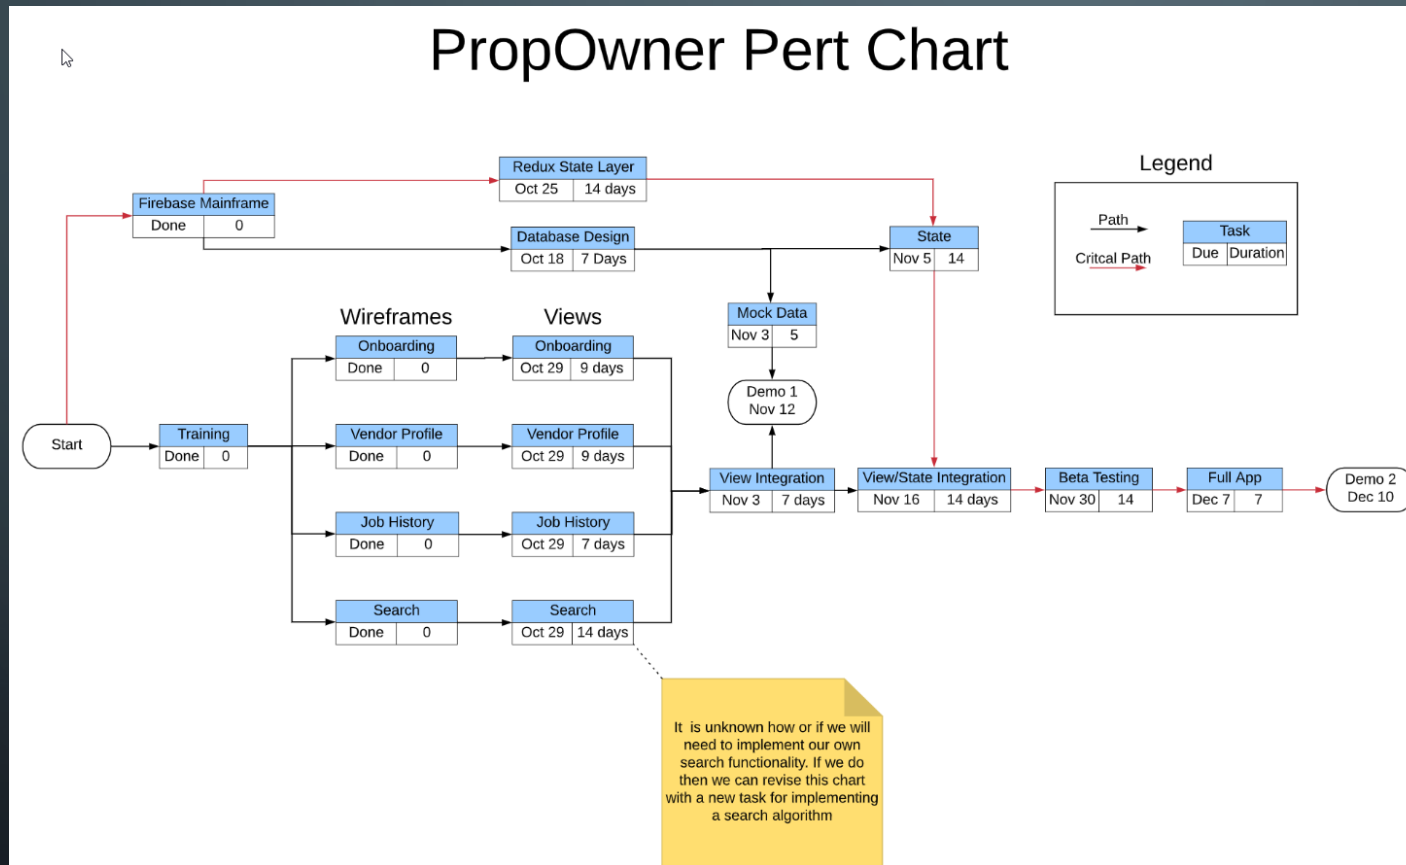 PropOwner Pert Chart
Legend
Path
Critcal Path
Task
Due Duration
Redux State Layer
Oct 25 14 days
Firebase Mainframe
Done 0
Database Design
Oct 18 7 Days
State
Nov 5 14
Mock Data
Nov 3 5
Demo 1
Nov 12
Wireframes
Views
Onboarding
Done 0
Onboarding
Oct 29 9 days
Start
Training
Done 0
Vendor Profile
Done 0
Vendor Profile
Oct 29 9 days
Job History
Done 0
Job History
Oct 29 7 days
Search
Done 0
Search
Oct 29 14 days
View Integration
Nov 3 7 days
View/State Integration
Nov 16 14 days
Beta Testing
Nov 30 14
Full App
Dec 7 7
Demo 2
Dec 10
It is unknown how or if we will
need to implement our own
search functionality. If we do
then we can revise this chart
with a new task for implementing
a search algorithm